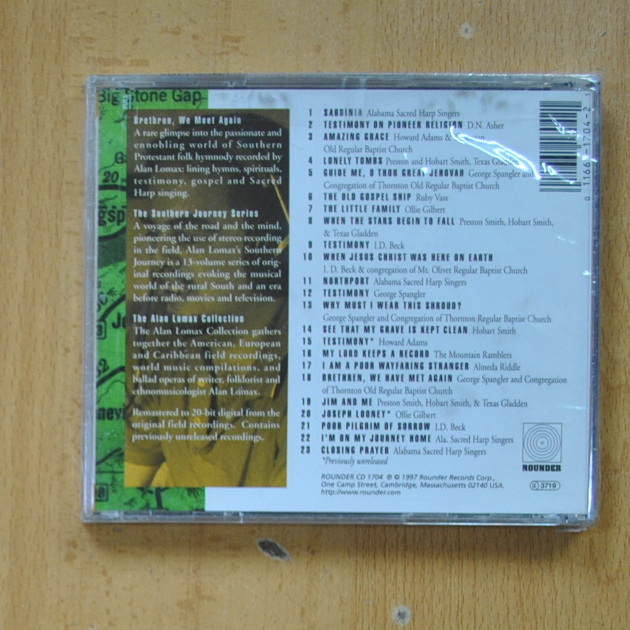 Big Stone Gap
Brethren, We Meet Again
A rare glimpse into the passionate and
ennobling world of Southern
Protestant folk hymnody recorded by
Alan Lomax: lining hymns, spirituals,
testimony, gospel and Sacred
Harp singing.
The Southern Journey Series
A voyage of the road and the mind,
pioneering the use of stereo recording
in the field, Alan Lomax's Southern
Journey is a 13-volume series of orig-
inal recordings evoking the musical
world of the rural South and an era
before radio, movies and television.
The Alan Lomax Collection
The Alan Lomax Collection gathers
together the American, European
and Caribbean field recordings,
world music compilations, and
ballad operas of writer, folklorist and
ethnomusicologist Alan Lomax.
Remastered to 20-bit digital from the
original field recordings. Contains
previously unreleased recordings.
1 SARDINIA Alabama Sacred Harp Singers
2 TESTIMONY ON PIONEER RELIGION D.N. Asher
3 AMAZING GRACE Howard Adams &
Old Regular Baptist Church
4 LONELY TOMBS Preston and Hobart Smith, Texas Gladden
5 GUIDE ME, O THOU GREAT JEHOVAH George Spangler and
Congregation of Thornton Old Regular Baptist Church
6 THE OLD GOSPEL SHIP Ruby Vass
7 THE LITTLE FAMILY Ollie Gilbert
8 WHEN THE STARS BEGIN TO FALL Preston Smith, Hobart Smith,
& Texas Gladden
9 TESTIMONY I.D. Beck
10 WHEN JESUS CHRIST WAS HERE ON EARTH
I. D. Beck & congregation of Mt. Oliver Regular Baptist Church
11 NORTHPORT Alabama Sacred Harp Singers
12 TESTIMONY George Spangler
13 WHY MUST I WEAR THIS SHROUD?
George Spangler and Congregation of Thornton Regular Baptist Church
14 SEE THAT MY GRAVE IS KEPT CLEAN Hobart Smith
15 TESTIMONY* Howard Adams
16 MY LORD KEEPS A RECORD The Mountain Ramblers
17 I AM A POOR WAYFARING STRANGER Almeda Riddle
18 BRETHREN, WE HAVE MET AGAIN George Spangler and Congregation
of Thornton Old Regular Baptist Church
19 JIM AND ME Preston Smith, Hobart Smith, & Texas Gladden
20 JOSEPH LOONEY* Ollie Gilbert
21 POOR PILGRIM OF SORROW I.D. Beck
22 I'M ON MY JOURNEY HOME Ala. Sacred Harp Singers
23 CLOSING PRAYER Alabama Sacred Harp Singers
*Previously unreleased
ROUNDER CD 1704 ℗ © 1997 Rounder Records Corp.,
One Camp Street, Cambridge, Massachusetts 02140 USA.
http://www.rounder.com
ROUNDER
3719
0 11661-1704-2
20